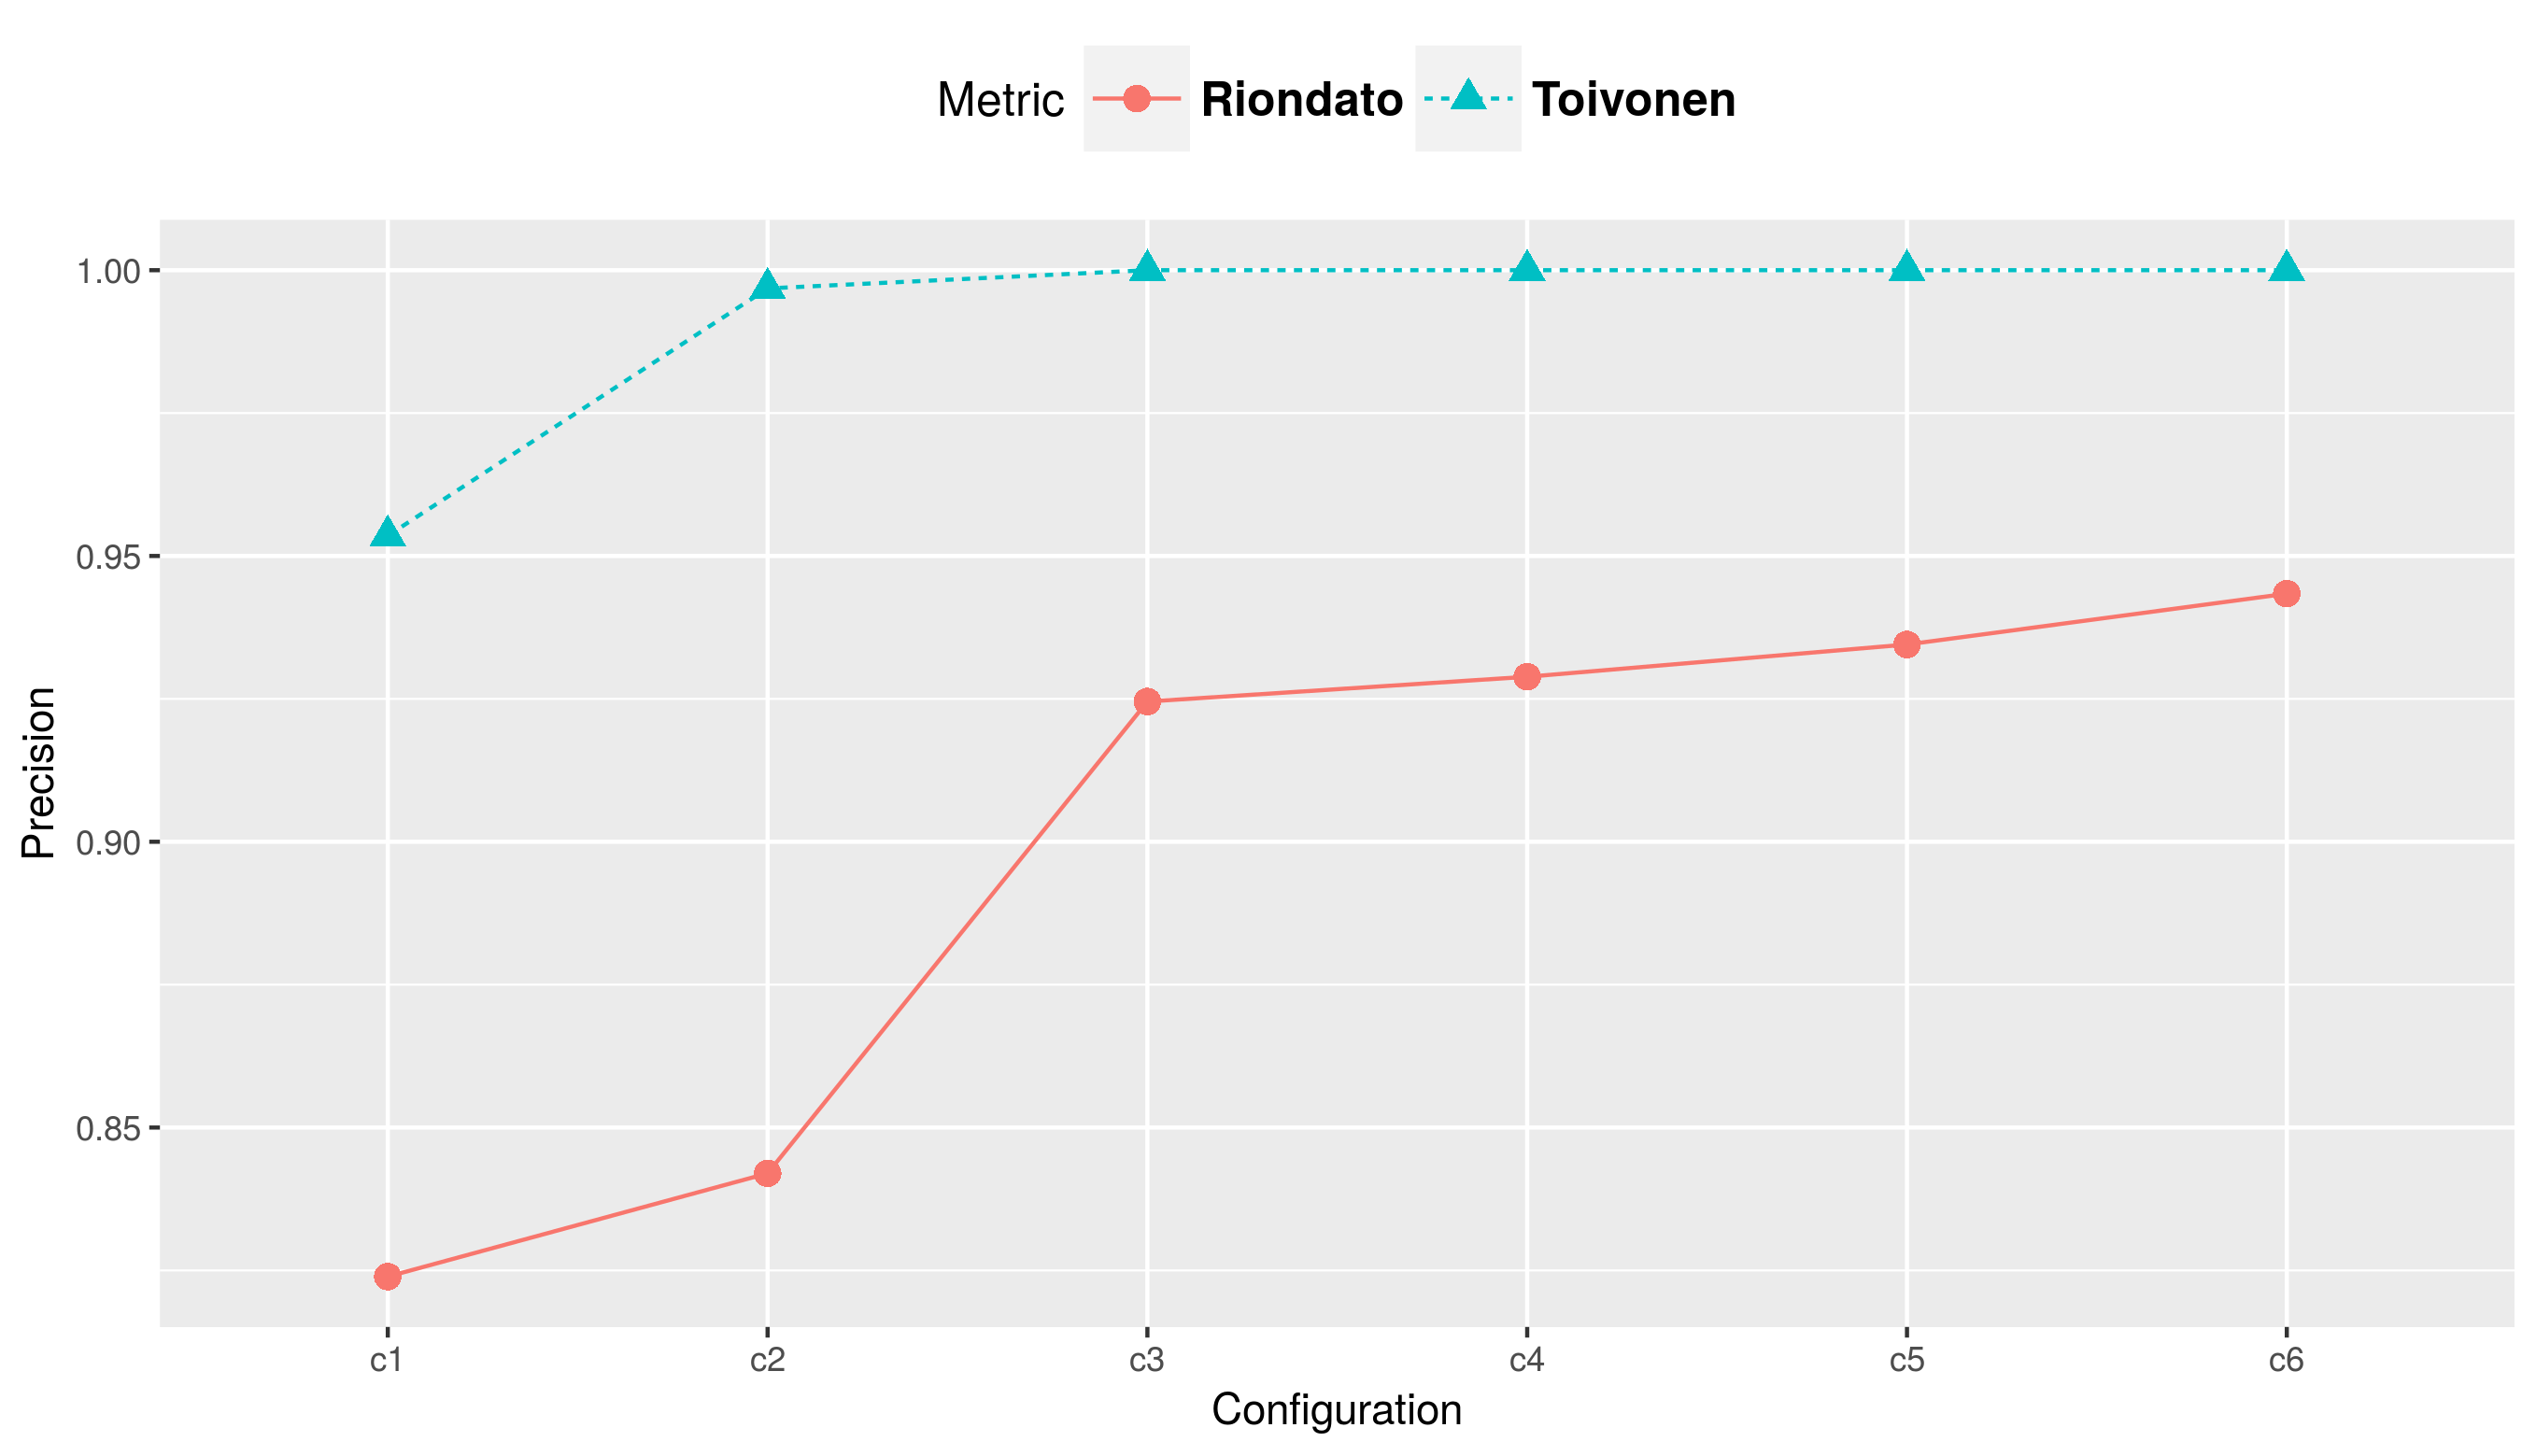 Metric Riondato Toivonen
1.00
0.95
0.90
0.85
Precision
c1 c2 c3 c4 c5 c6
Configuration